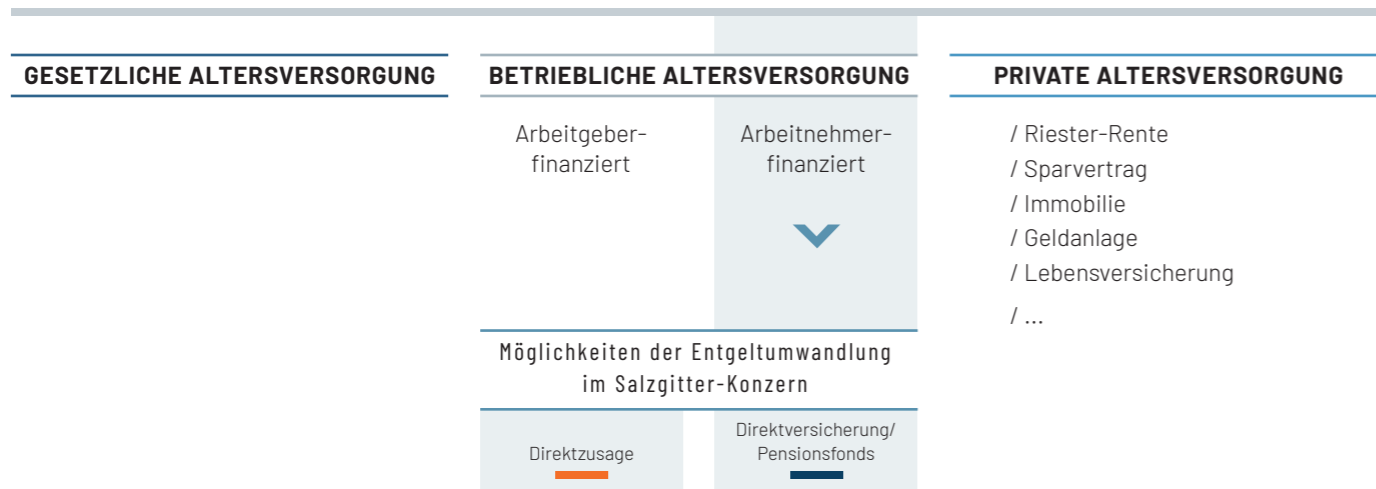 GESETZLICHE ALTERSVERSORGUNG
BETRIEBLICHE ALTERSVERSORGUNG
Arbeitgeber-
finanziert
Arbeitnehmer-
finanziert
Möglichkeiten der Entgeltumwandlung
im Salzgitter-Konzern
Direktzusage
Direktversicherung/
Pensionsfonds
PRIVATE ALTERSVERSORGUNG
/ Riester-Rente
/ Sparvertrag
/ Immobilie
/ Geldanlage
/ Lebensversicherung
/ ...